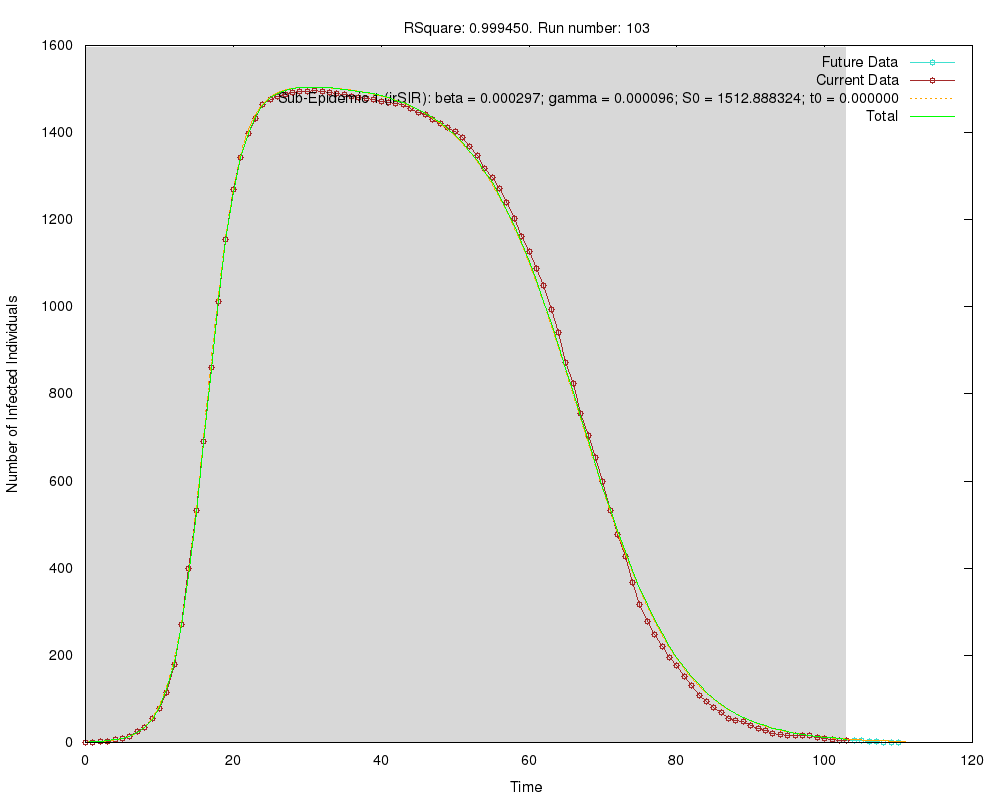 RSquare: 0.999450. Run number: 103
1600
1400
1200
1000
800
600
400
200
0
0 20 40 60 80 100 120
Number of Infected Individuals
Time
Future Data
Current Data
Sub-Epidemic (irSIR): beta = 0.000297; gamma = 0.000096; S0 = 1512.888324; t0 = 0.000000
Total